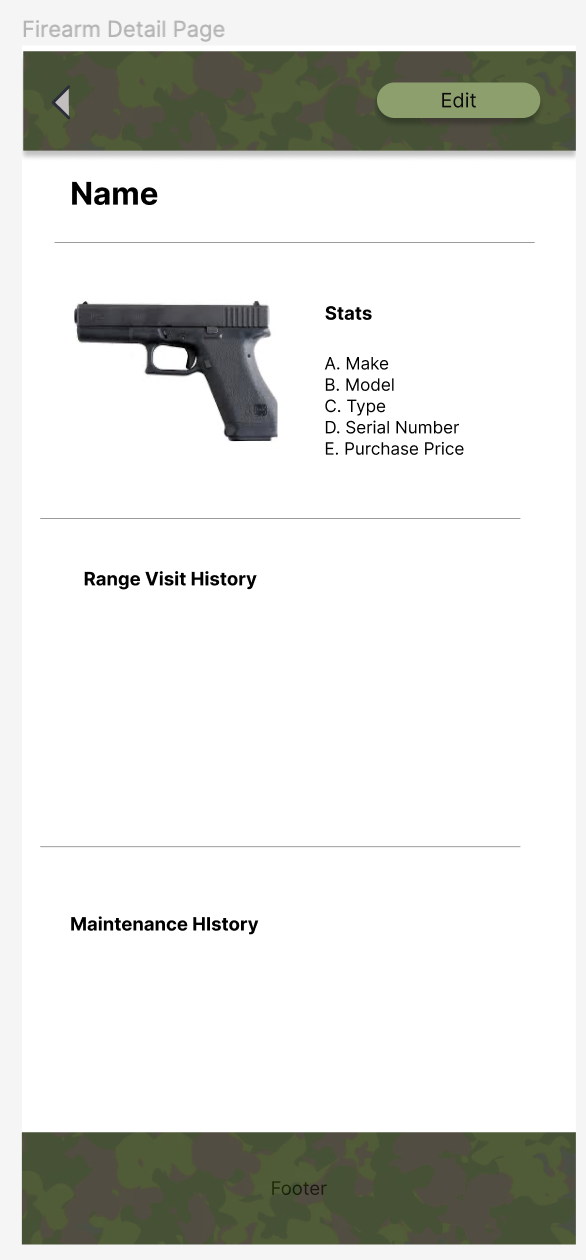 Firearm Detail Page
Edit
Name
Stats
A. Make
B. Model
C. Type
D. Serial Number
E. Purchase Price
Range Visit History
Maintenance HIstory
Footer